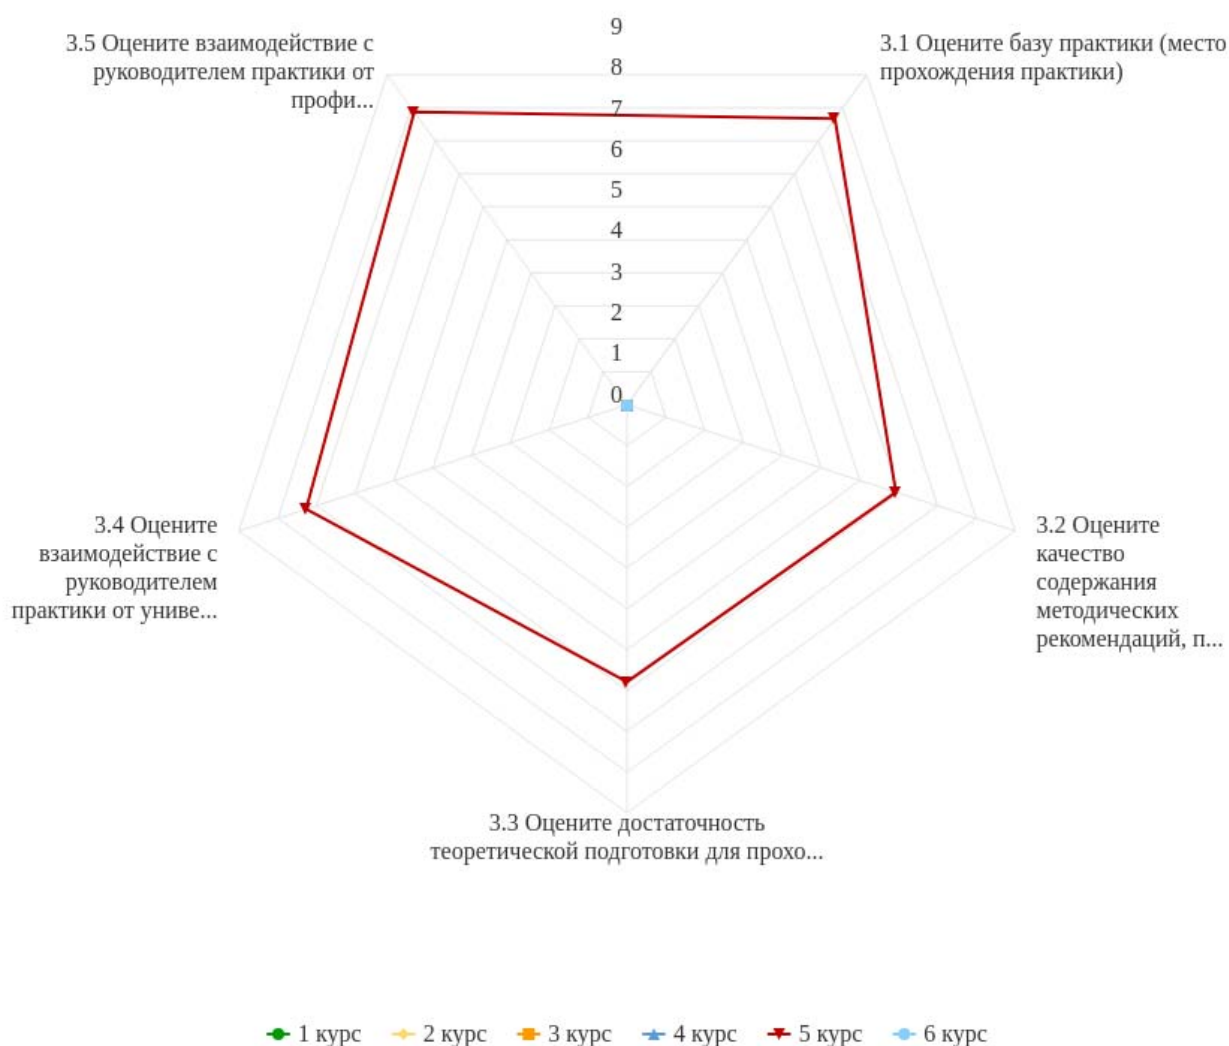 9
3.5 Оцените взаимодействие с
руководителем практики от
профи...
3.1 Оцените базу практики (место
прохождения практики)
8
7
6
5
4
3
2
1
0
3.4 Оцените
взаимодействие с
руководителем
практики от униве...
3.2 Оцените
качество
содержания
методических
рекомендаций, п...
3.3 Оцените достаточность
теоретической подготовки для прохо...
1 курс 2 курс 3 курс 4 курс 5 курс 6 курс